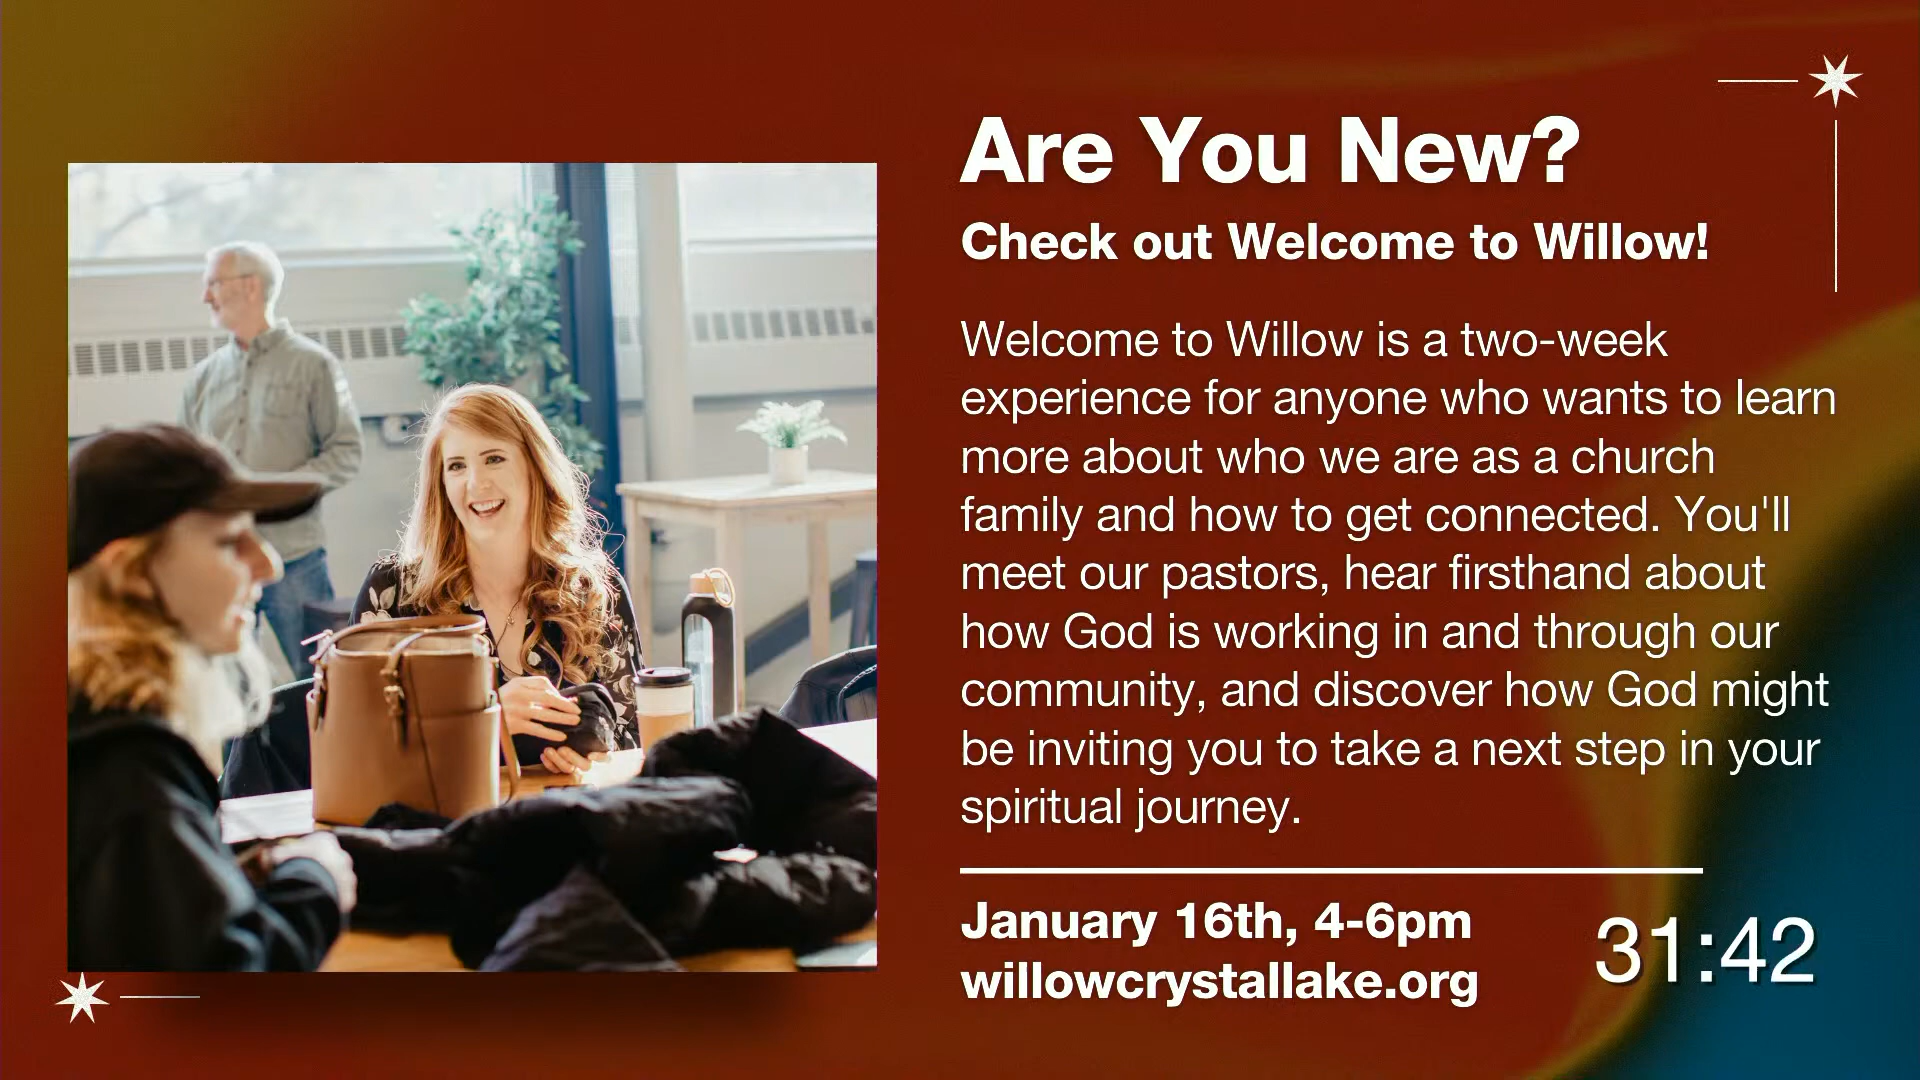 Are You New?
Check out Welcome to Willow!
Welcome to Willow is a two-week
experience for anyone who wants to learn
more about who we are as a church
family and how to get connected. You'll
meet our pastors, hear firsthand about
how God is working in and through our
community, and discover how God might
be inviting you to take a next step in your
spiritual journey.
January 16th, 4-6pm
willowcrystallake.org
31:42